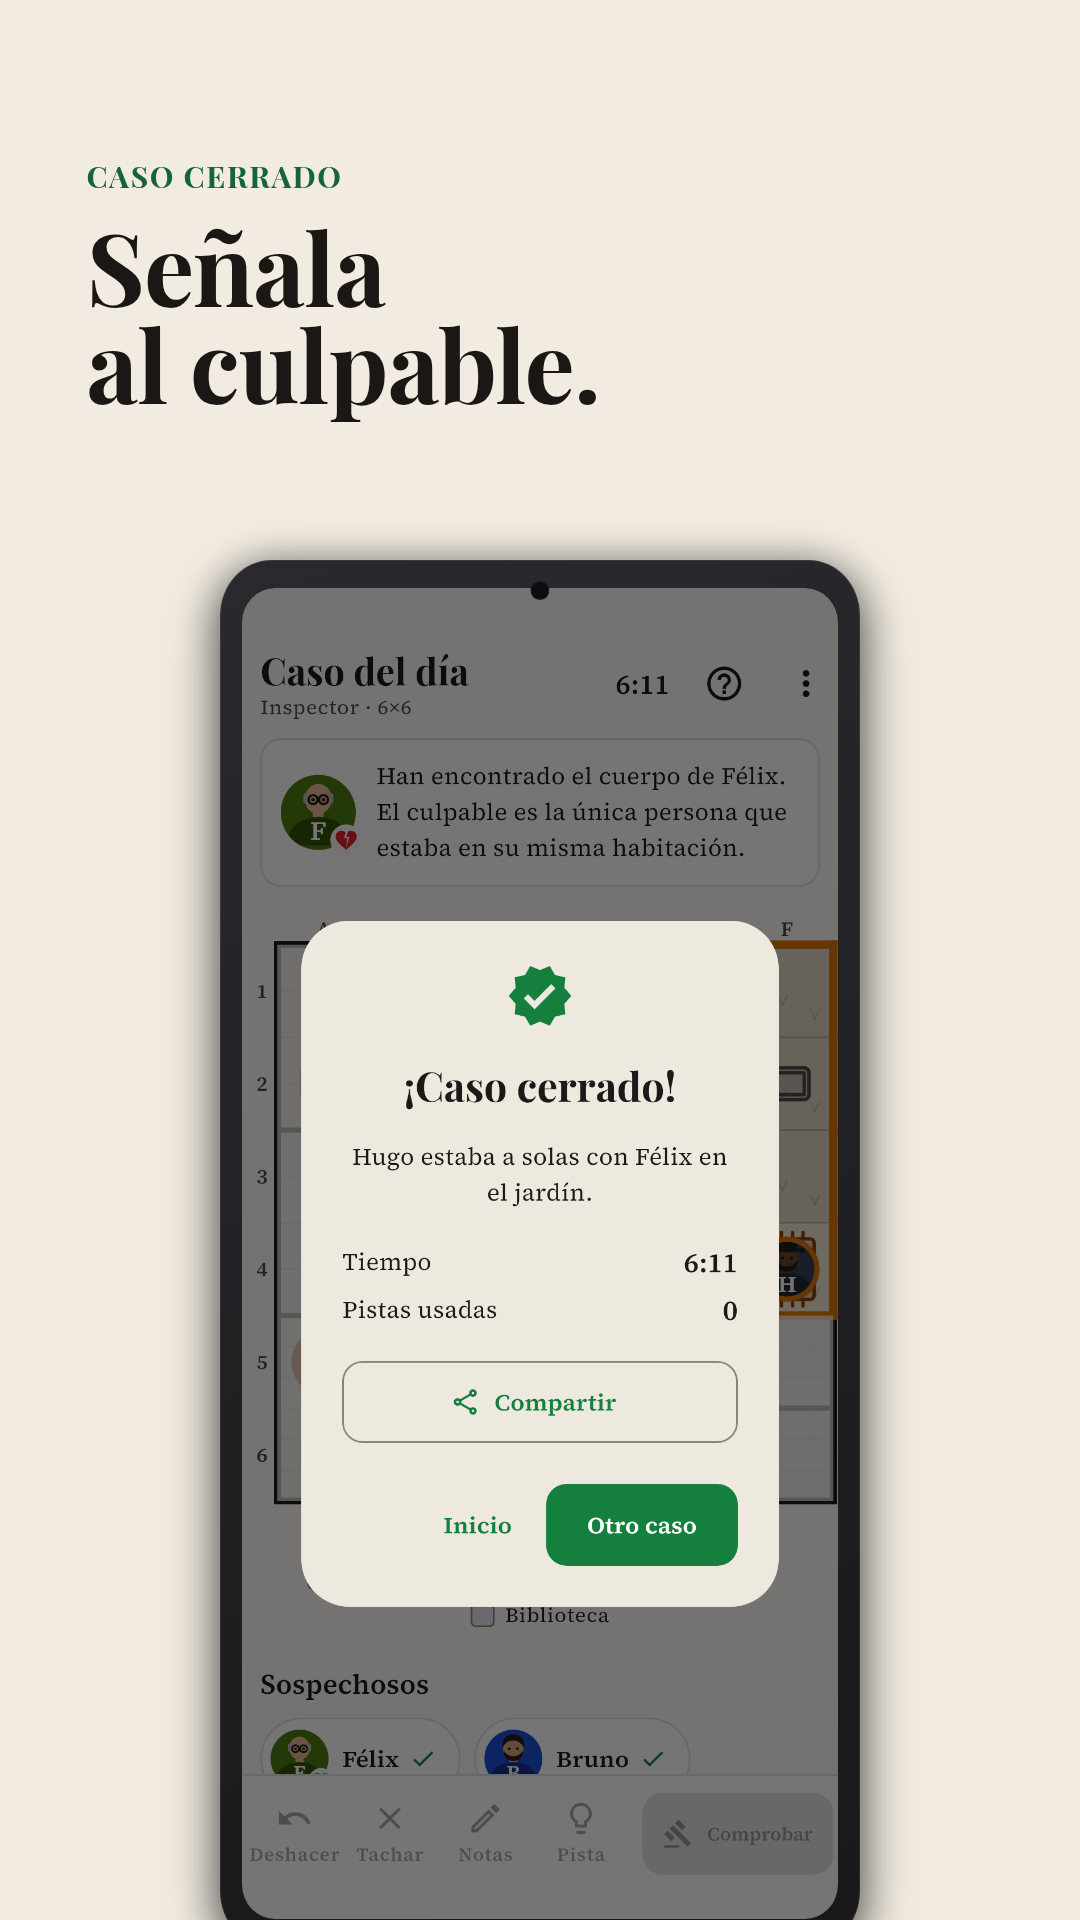 CASO CERRADO
Señala
al culpable.
Caso del día
6:11
Inspector · 6×6
Han encontrado el cuerpo de Félix.
El culpable es la única persona que
estaba en su misma habitación.
F
F
1
2
3
4
5
6
H
¡Caso cerrado!
Hugo estaba a solas con Félix en
el jardín.
Tiempo 6:11
Pistas usadas 0
Compartir
Inicio
Otro caso
Biblioteca
Sospechosos
Félix
Bruno
Deshacer
Tachar
Notas
Pista
Comprobar